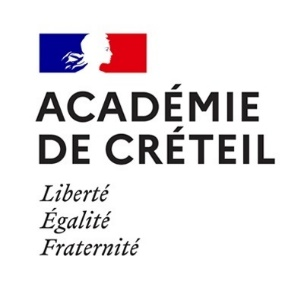 ACADÉMIE
DE CRÉTEIL
Liberté
Égalité
Fraternité